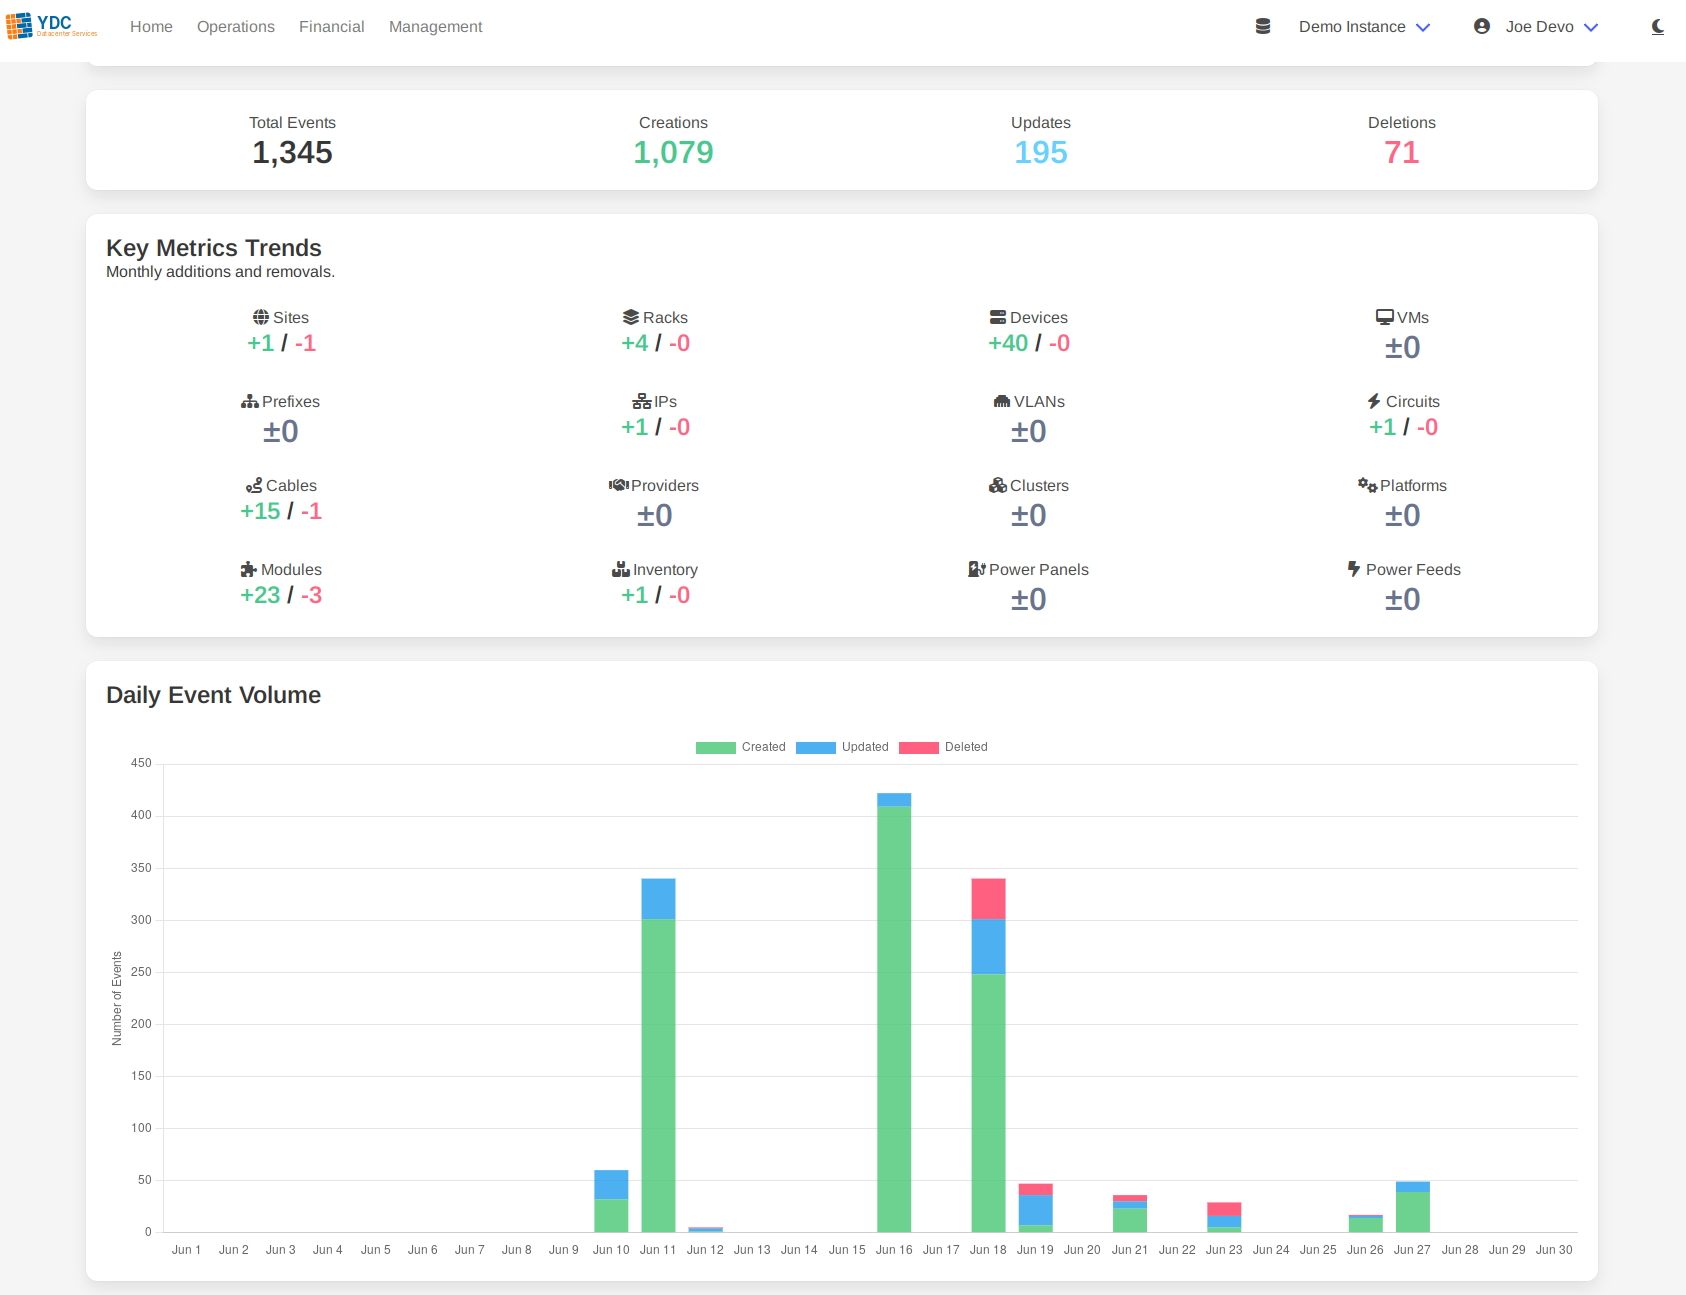 YDC
Datacenter Services
Home Operations Financial Management
Demo Instance Joe Devo
Total Events Creations Updates Deletions
1,345 1,079 195 71
Key Metrics Trends
Monthly additions and removals.
Sites Racks Devices VMs
+1 / -1 +4 / -0 +40 / -0 ±0
Prefixes IPs VLANs Circuits
±0 +1 / -0 ±0 +1 / -0
Cables Providers Clusters Platforms
+15 / -1 ±0 ±0 ±0
Modules Inventory Power Panels Power Feeds
+23 / -3 +1 / -0 ±0 ±0
Daily Event Volume
Created Updated Deleted
450
400
350
300
250
200
150
100
50
0
Number of Events
Jun 1 Jun 2 Jun 3 Jun 4 Jun 5 Jun 6 Jun 7 Jun 8 Jun 9 Jun 10 Jun 11 Jun 12 Jun 13 Jun 14 Jun 15 Jun 16 Jun 17 Jun 18 Jun 19 Jun 20 Jun 21 Jun 22 Jun 23 Jun 24 Jun 25 Jun 26 Jun 27 Jun 28 Jun 29 Jun 30